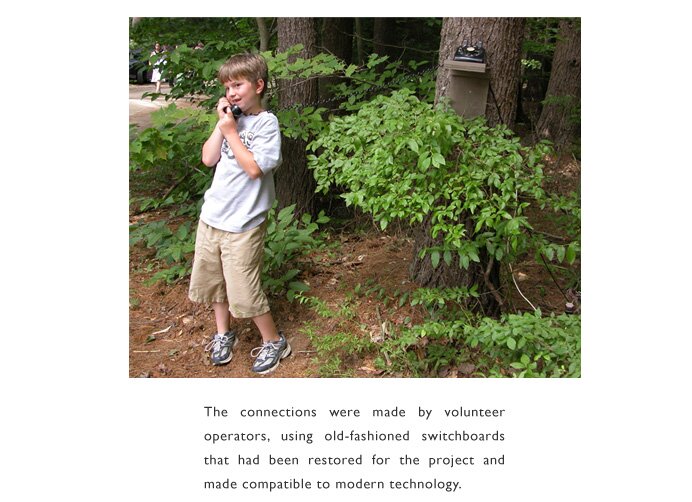 The connections were made by volunteer
operators, using old-fashioned switchboards
that had been restored for the project and
made compatible to modern technology.